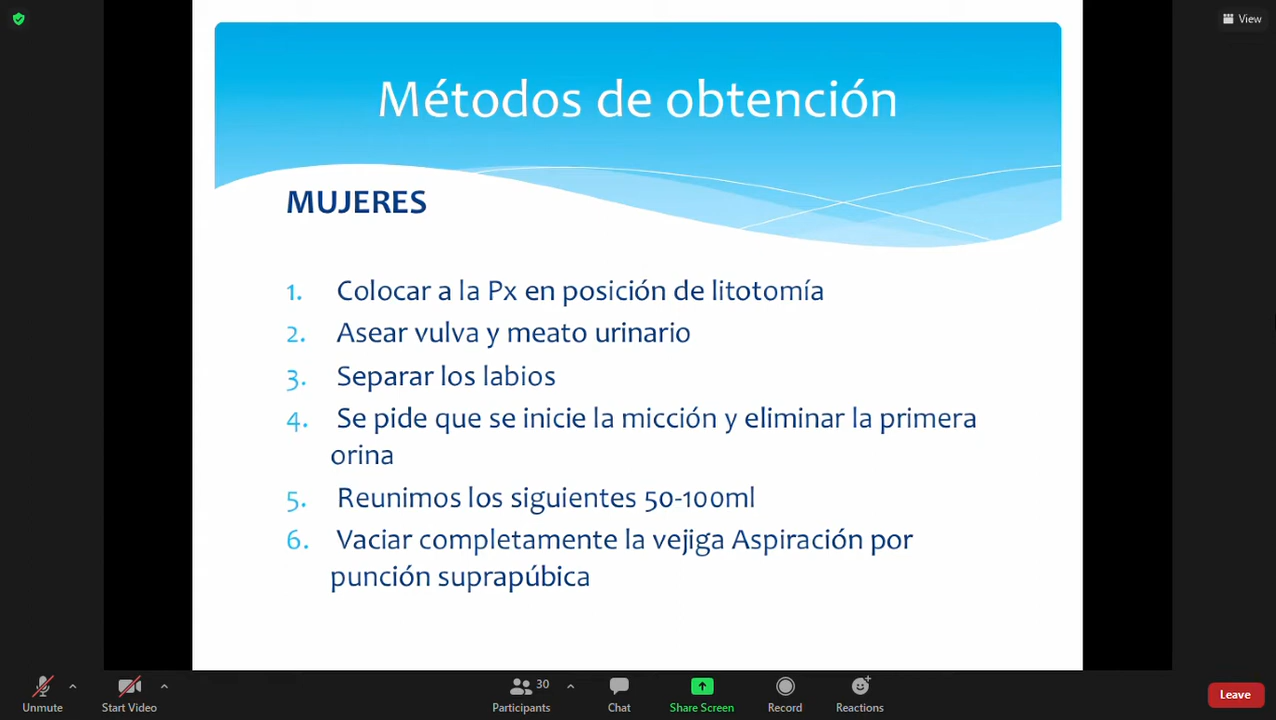 View
Métodos de obtención
MUJERES
1. Colocar a la Px en posición de litotomía
2. Asear vulva y meato urinario
3. Separar los labios
4. Se pide que se inicie la micción y eliminar la primera
orina
5. Reunimos los siguientes 50-100ml
6. Vaciar completamente la vejiga Aspiración por
punción suprapúbica
30
Unmute
Start Video
Participants
Chat
Share Screen
Record
Reactions
Leave